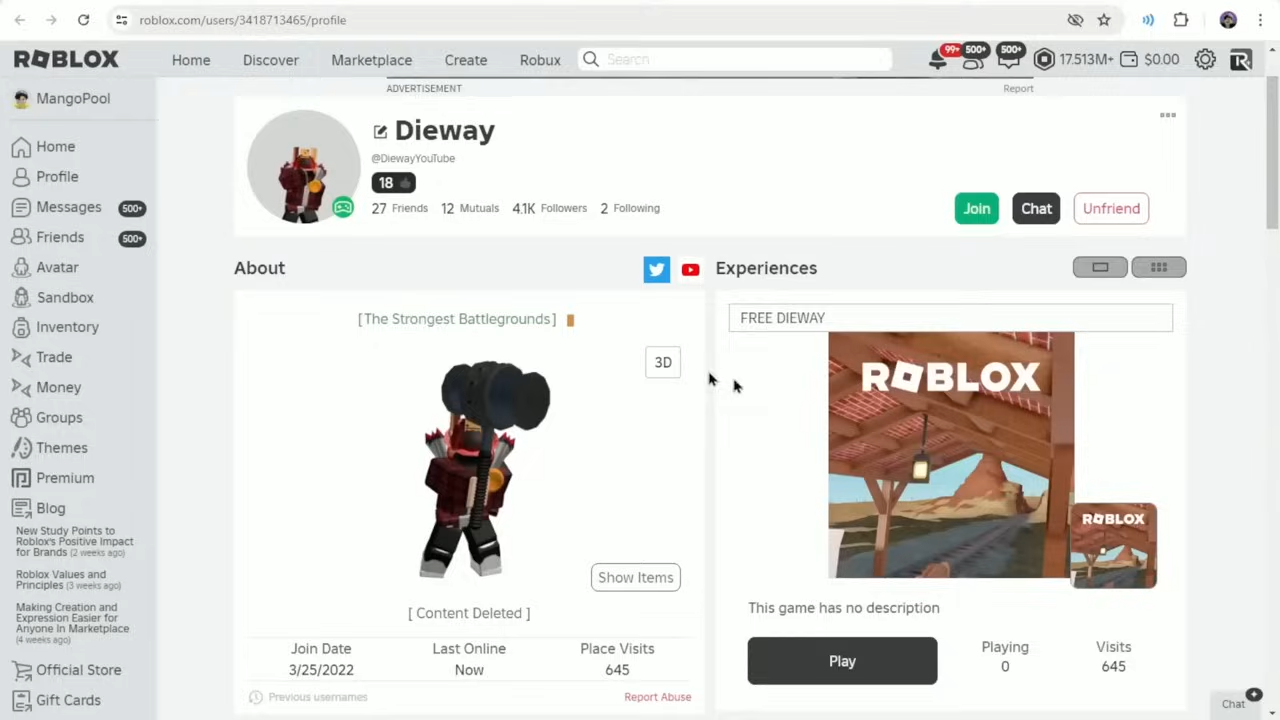 roblox.com/users/3418713465/profile
ROBLOX
Home
Discover
Marketplace
Create
Robux
Search
99+
500+
500+
17.513M+
$0.00
MangoPool
Home
Profile
Messages
500+
Friends
500+
Avatar
Sandbox
Inventory
Trade
Money
Groups
Themes
Premium
Blog
New Study Points to
Roblox's Positive Impact
for Brands (2 weeks ago)
Roblox Values and
Principles (3 weeks ago)
Making Creation and
Expression Easier for
Anyone In Marketplace
(4 weeks ago)
Official Store
Gift Cards
ADVERTISEMENT
Report
Dieway
@DiewayYouTube
18
27 Friends
12 Mutuals
4.1K Followers
2 Following
Join
Chat
Unfriend
About
[The Strongest Battlegrounds]
3D
Show Items
[ Content Deleted ]
Join Date
3/25/2022
Last Online
Now
Place Visits
645
Previous usernames
Report Abuse
Experiences
FREE DIEWAY
ROBLOX
ROBLOX
This game has no description
Play
Playing
0
Visits
645
Chat